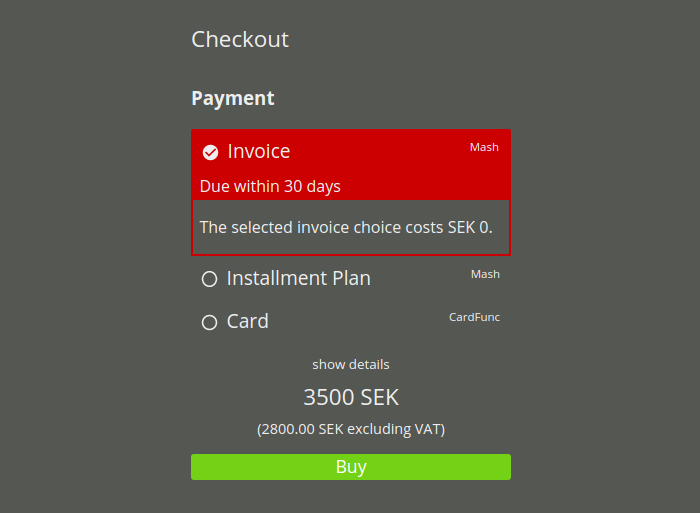 Checkout
Payment
Invoice Mash
Due within 30 days
The selected invoice choice costs SEK 0.
Installment Plan Mash
Card CardFunc
show details
3500 SEK
(2800.00 SEK excluding VAT)
Buy